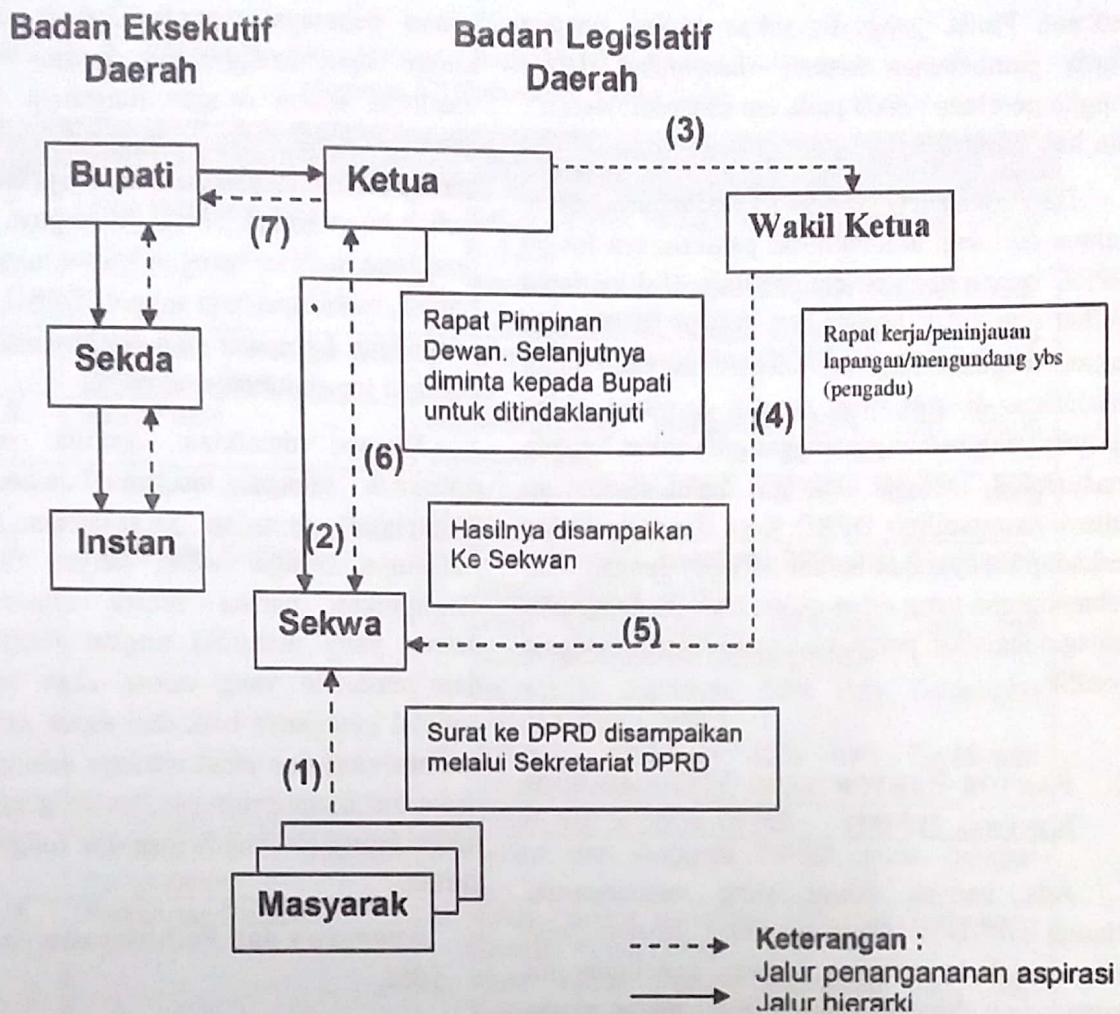 Badan Eksekutif
Daerah
Badan Legislatif
Daerah
(3)
Bupati
Ketua
(7)
Wakil Ketua
Rapat Pimpinan
Dewan. Selanjutnya
diminta kepada Bupati
untuk ditindaklanjuti
Rapat kerja/peninjauan
lapangan/mengundang ybs
(pengadu)
Sekda
(4)
(6)
Instan
(2)
Hasilnya disampaikan
Ke Sekwan
Sekwa
(5)
Surat ke DPRD disampaikan
melalui Sekretariat DPRD
(1)
Masyarak
Keterangan :
Jalur penangananan aspirasi
Jalur hierarki